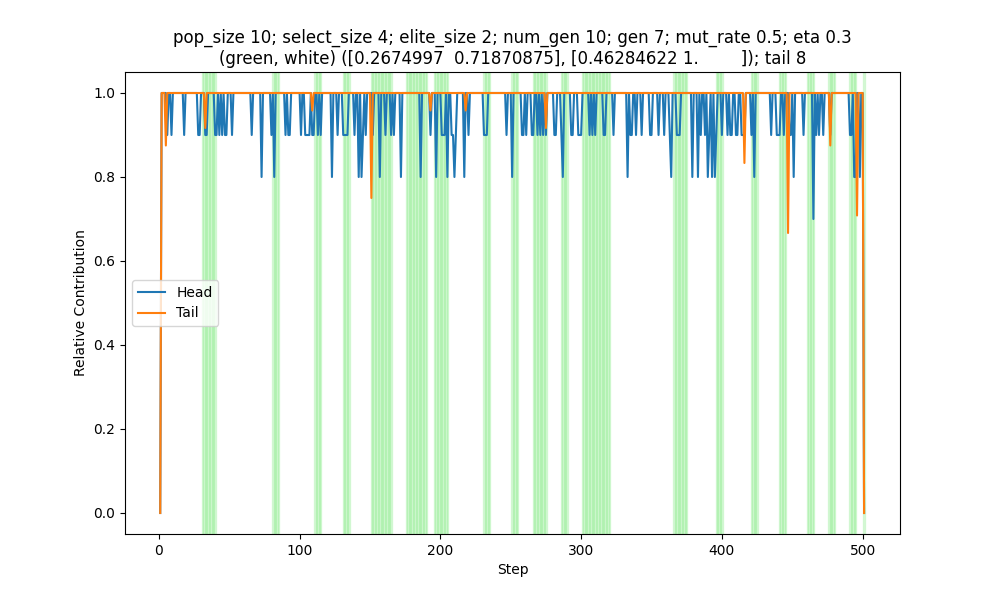 pop_size 10; select_size 4; elite_size 2; num_gen 10; gen 7; mut_rate 0.5; eta 0.3
(green, white) ([0.2674997  0.71870875], [0.46284622 1.        ]); tail 8
1.0
0.8
0.6
0.4
0.2
0.0
Relative Contribution
Head
Tail
0 100 200 300 400 500
Step